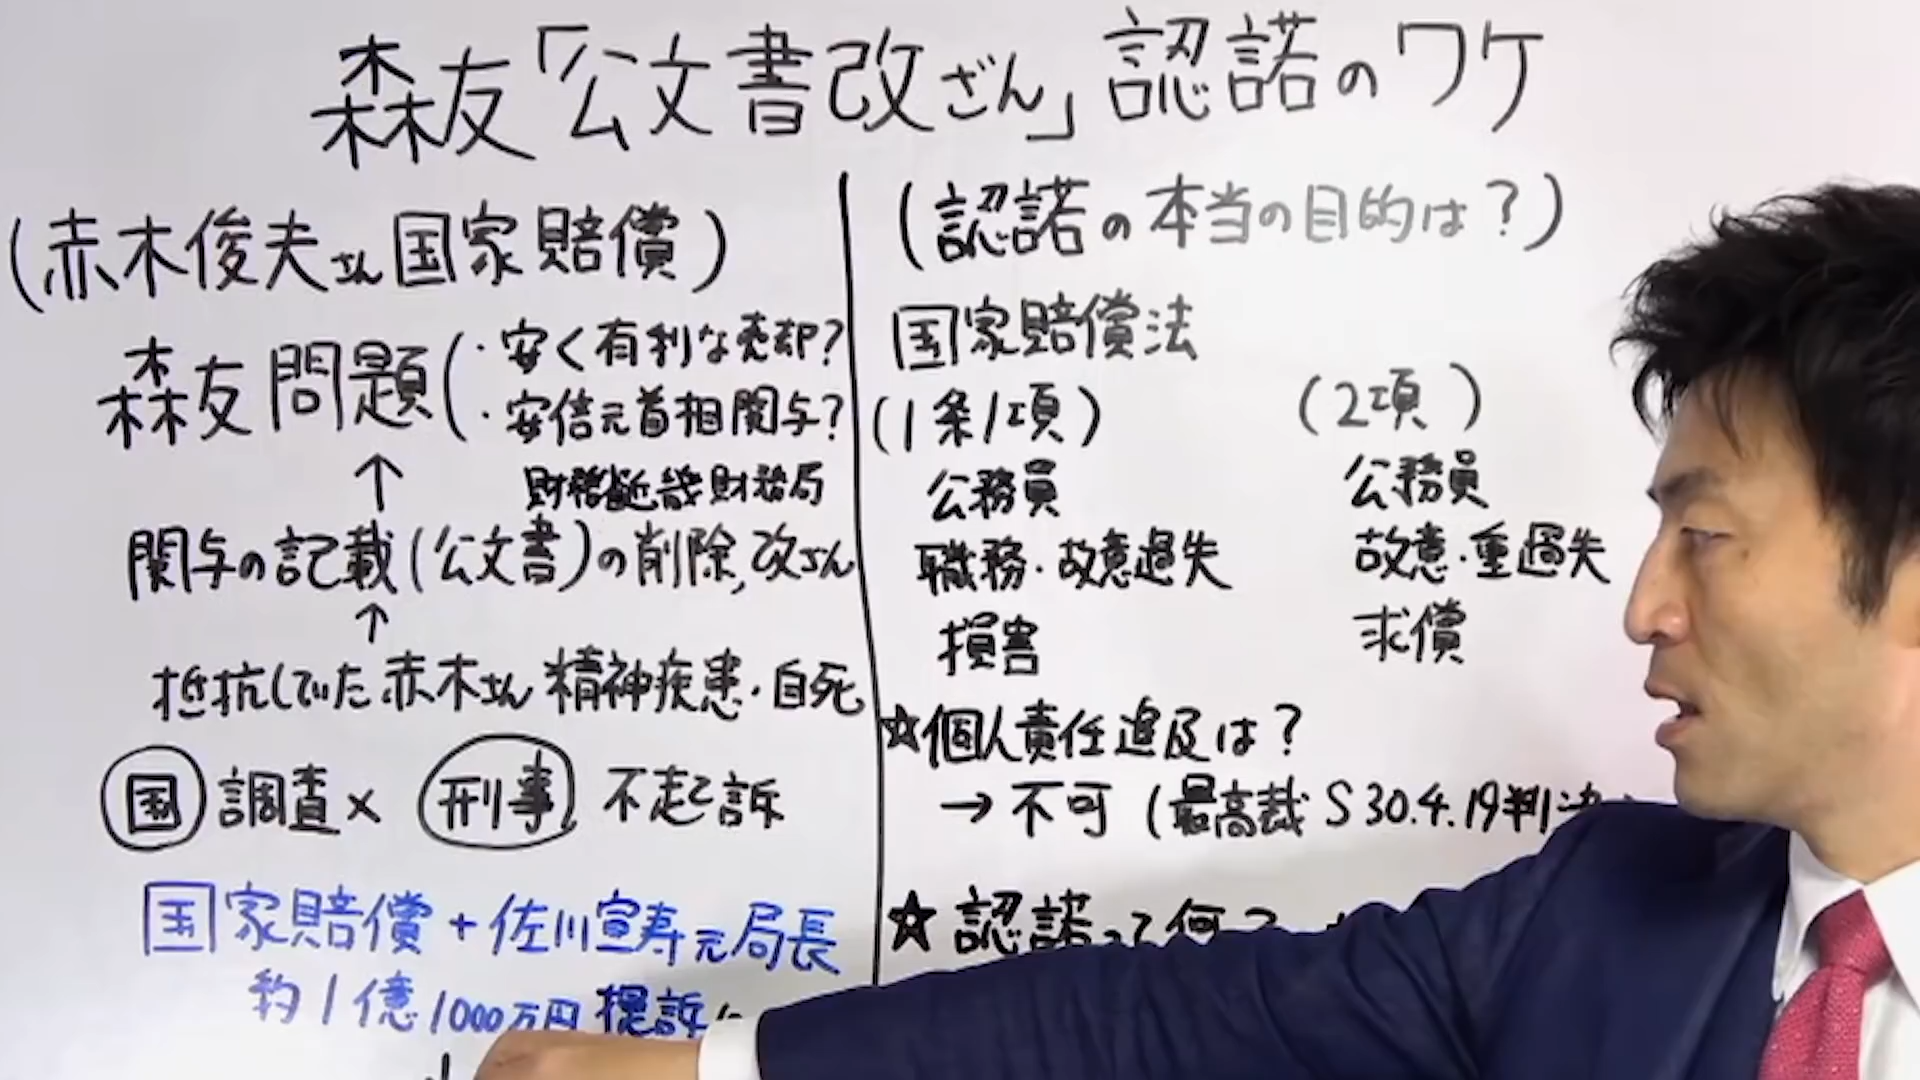 森友「公文書改ざん」認諾のワケ
(赤木俊夫さん国家賠償)
森友問題(・安く有利な売却?
・安倍元首相関与?
財務省近畿財務局
関与の記載(公文書)の削除,改ざん
抵抗していた赤木さん精神疾患・自死
国 調査× 刑事 不起訴
国家賠償+佐川宣寿元局長
約1億1000万円提訴
(認諾の本当の目的は?)
国家賠償法
(1条1項) (2項)
公務員 公務員
職務・故意過失 故意・重過失
損害 求償
☆個人責任追及は?
→不可(最高裁S30.4.19判決
☆認諾って何?